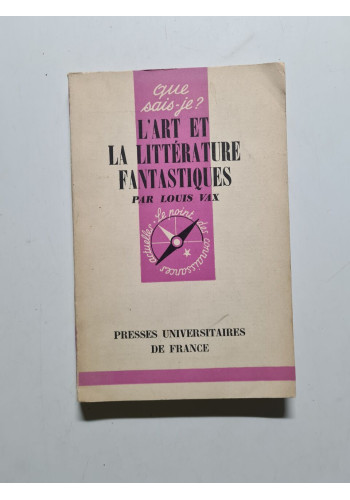 que
sais-je?
L'ART ET
LA LITTÉRATURE
FANTASTIQUES
PAR LOUIS VAX
Le point des connaissances actuelles
PRESSES UNIVERSITAIRES
DE FRANCE